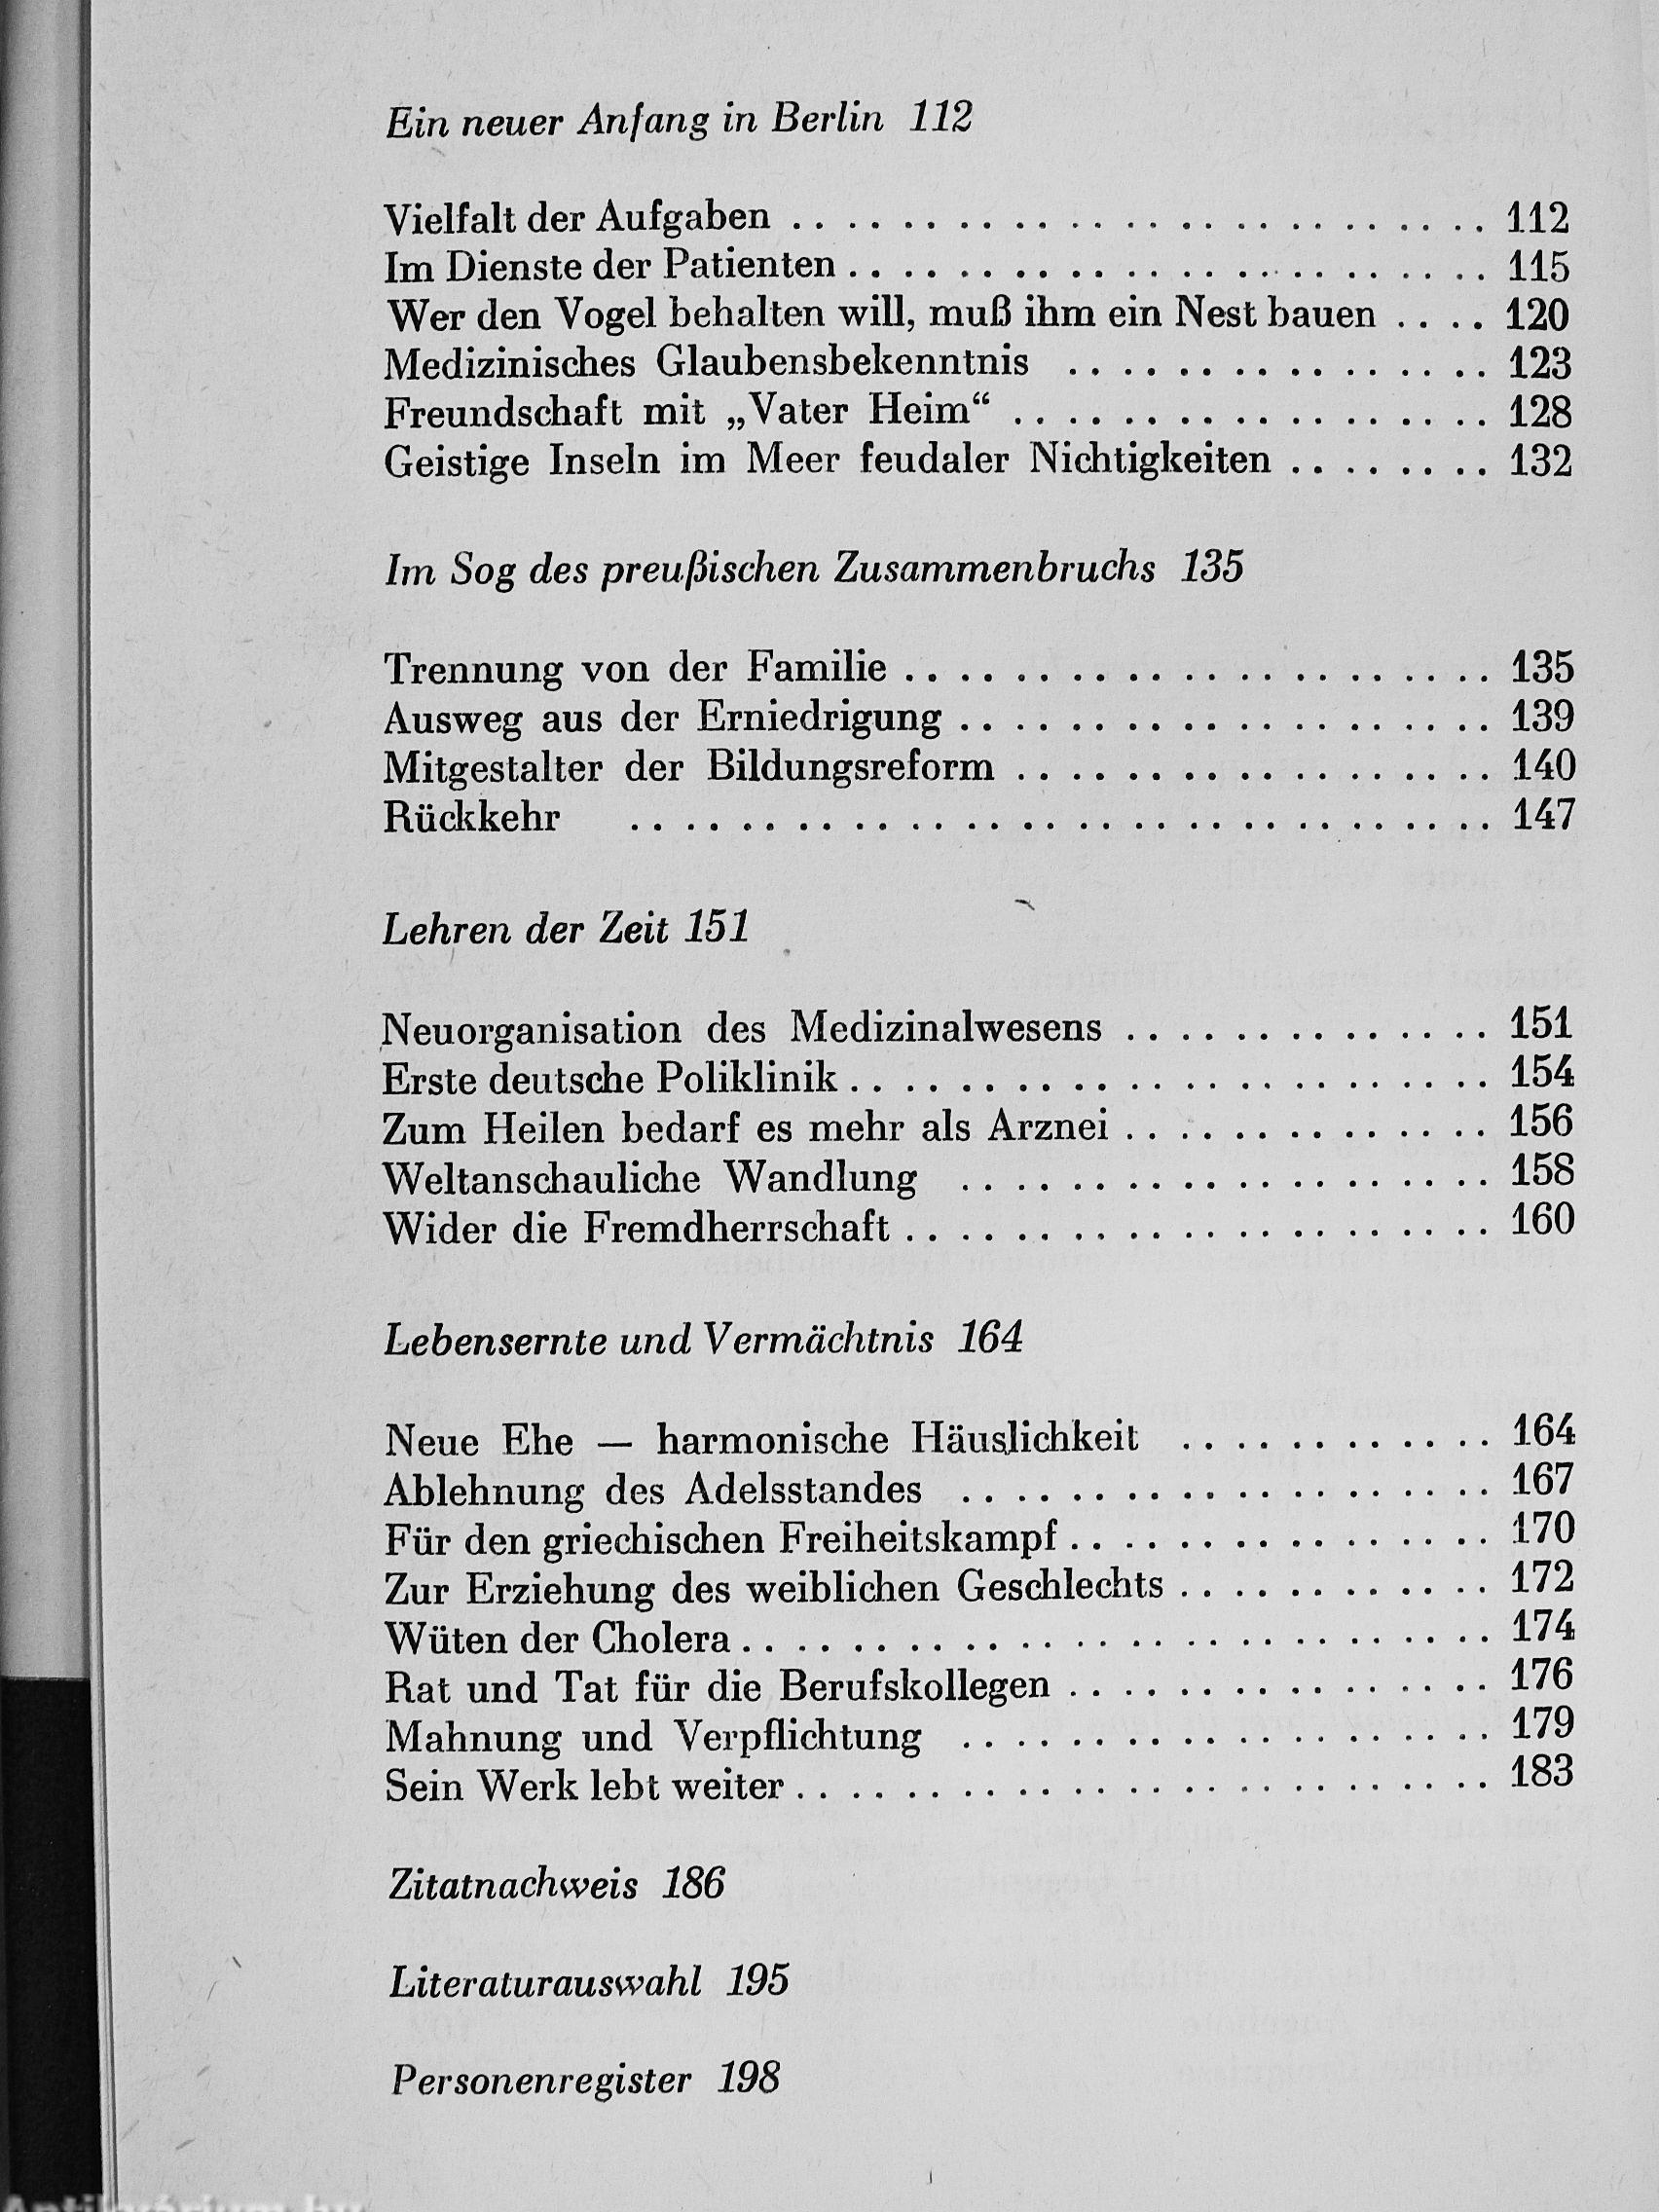 Ein neuer Anfang in Berlin 112
Vielfalt der Aufgaben . . . . . . . . . . . . . . . . . . . . . . . . . . 112
Im Dienste der Patienten . . . . . . . . . . . . . . . . . . . . . . . . 115
Wer den Vogel behalten will, muß ihm ein Nest bauen . . . . 120
Medizinisches Glaubensbekenntnis . . . . . . . . . . . . . . . . 123
Freundschaft mit „Vater Heim“ . . . . . . . . . . . . . . . . . . 128
Geistige Inseln im Meer feudaler Nichtigkeiten . . . . . . . . 132
Im Sog des preußischen Zusammenbruchs 135
Trennung von der Familie . . . . . . . . . . . . . . . . . . . . . . 135
Ausweg aus der Erniedrigung . . . . . . . . . . . . . . . . . . . . 139
Mitgestalter der Bildungsreform . . . . . . . . . . . . . . . . . . 140
Rückkehr . . . . . . . . . . . . . . . . . . . . . . . . . . . . . . . . 147
Lehren der Zeit 151
Neuorganisation des Medizinalwesens . . . . . . . . . . . . . . 151
Erste deutsche Poliklinik . . . . . . . . . . . . . . . . . . . . . . . . 154
Zum Heilen bedarf es mehr als Arznei . . . . . . . . . . . . . . 156
Weltanschauliche Wandlung . . . . . . . . . . . . . . . . . . . . 158
Wider die Fremdherrschaft . . . . . . . . . . . . . . . . . . . . . . 160
Lebensernte und Vermächtnis 164
Neue Ehe — harmonische Häuslichkeit . . . . . . . . . . . . 164
Ablehnung des Adelsstandes . . . . . . . . . . . . . . . . . . . . 167
Für den griechischen Freiheitskampf . . . . . . . . . . . . . . . . 170
Zur Erziehung des weiblichen Geschlechts . . . . . . . . . . . . 172
Wüten der Cholera . . . . . . . . . . . . . . . . . . . . . . . . . . . . 174
Rat und Tat für die Berufskollegen . . . . . . . . . . . . . . . . 176
Mahnung und Verpflichtung . . . . . . . . . . . . . . . . . . . . 179
Sein Werk lebt weiter . . . . . . . . . . . . . . . . . . . . . . . . . . 183
Zitatnachweis 186
Literaturauswahl 195
Personenregister 198